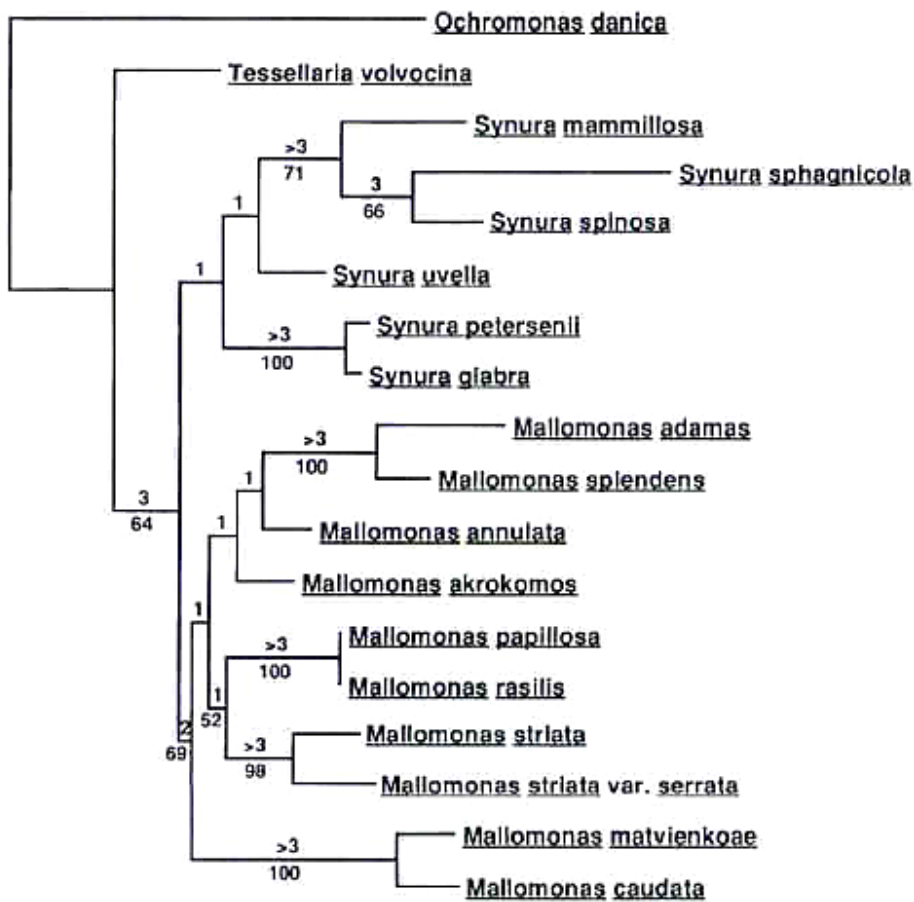 Ochromonas danica
Tessellaria volvocina
Synura mammillosa
>3
71
Synura sphagnicola
3
66
Synura spinosa
1
Synura uvella
1
Synura petersenii
>3
100
Synura glabra
Mallomonas adamas
>3
100
Mallomonas splendens
1
3
64
Mallomonas annulata
1
Mallomonas akrokomos
1
Mallomonas papillosa
>3
100
Mallomonas rasilis
1
52
Mallomonas striata
2
69
>3
98
Mallomonas striata var. serrata
Mallomonas matvienkoae
>3
100
Mallomonas caudata